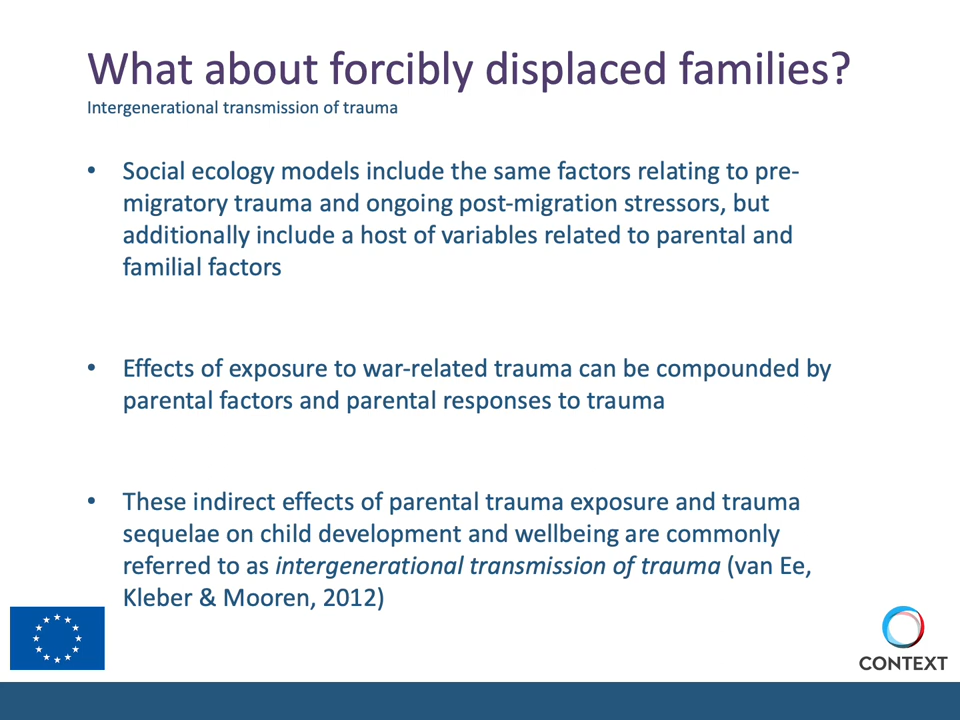 What about forcibly displaced families?
Intergenerational transmission of trauma
• Social ecology models include the same factors relating to pre-
migratory trauma and ongoing post-migration stressors, but
additionally include a host of variables related to parental and
familial factors
• Effects of exposure to war-related trauma can be compounded by
parental factors and parental responses to trauma
• These indirect effects of parental trauma exposure and trauma
sequelae on child development and wellbeing are commonly
referred to as intergenerational transmission of trauma (van Ee,
Kleber & Mooren, 2012)
CONTEXT